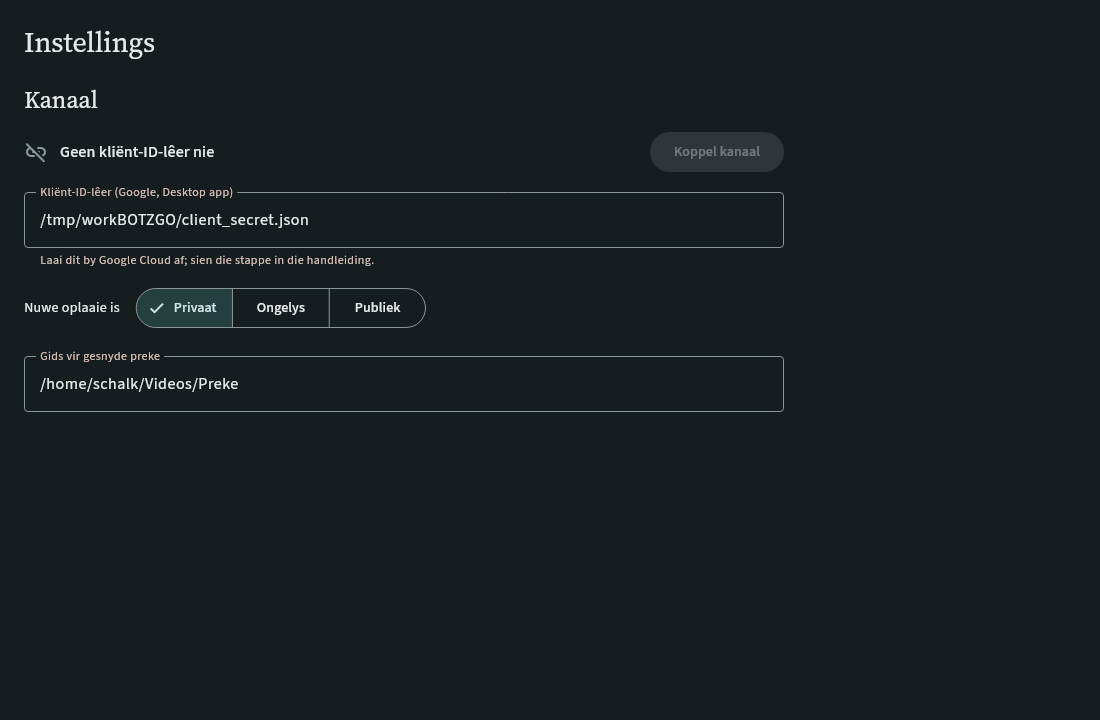 Instellings
Kanaal
Geen kliënt-ID-lêer nie
Koppel kanaal
Kliënt-ID-lêer (Google, Desktop app)
/tmp/workBOTZGO/client_secret.json
Laai dit by Google Cloud af; sien die stappe in die handleiding.
Nuwe oplaaie is
Privaat
Ongelys
Publiek
Gids vir gesnyde preke
/home/schalk/Videos/Preke